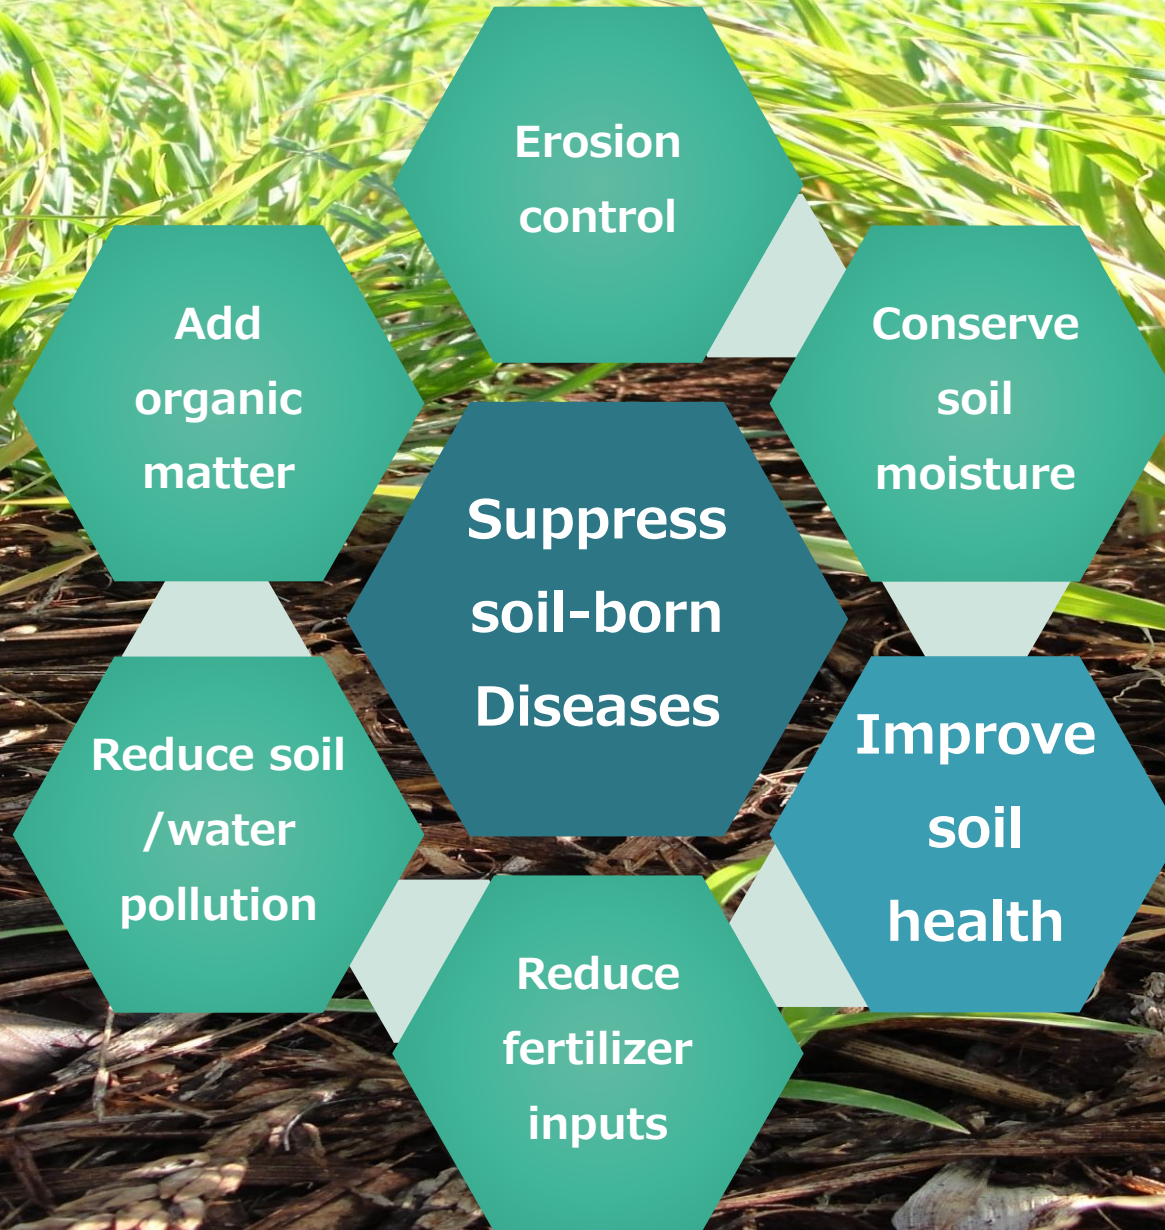 Erosion
control
Conserve
soil
moisture
Improve
soil
health
Reduce
fertilizer
inputs
Reduce soil
/water
pollution
Add
organic
matter
Suppress
soil-born
Diseases